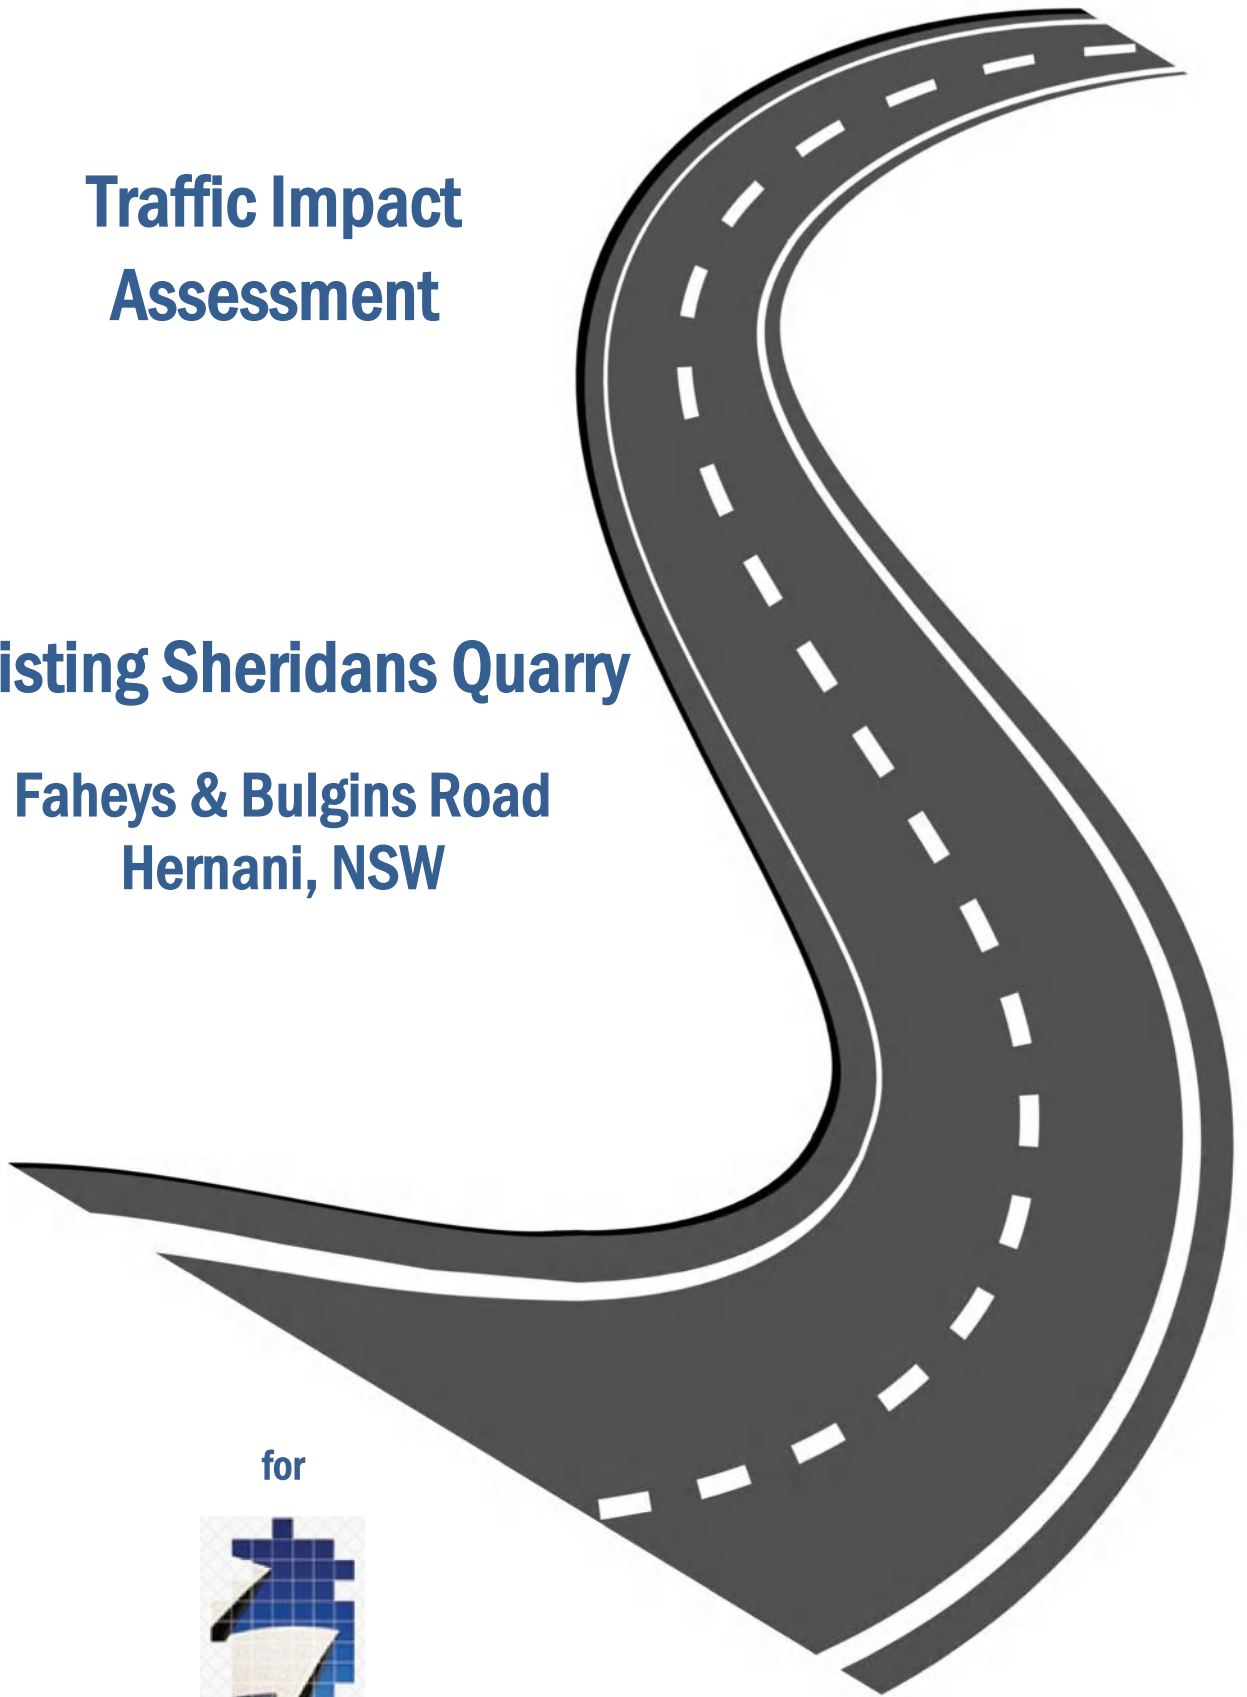 Traffic Impact
Assessment
isting Sheridans Quarry
Faheys & Bulgins Road
Hernani, NSW
for